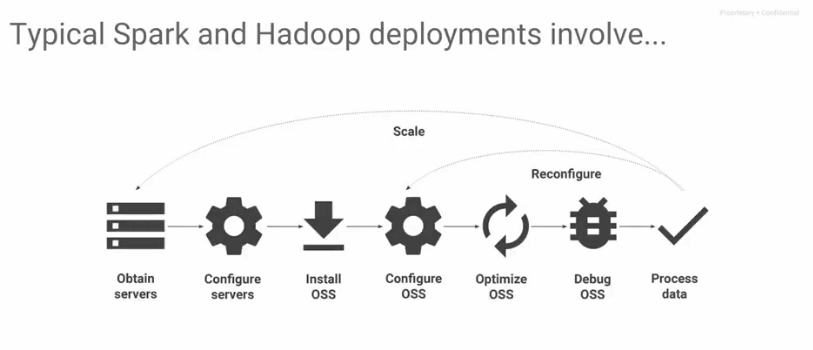 Proprietary + Confidential
Typical Spark and Hadoop deployments involve...
Scale
Reconfigure
Obtain
servers
Configure
servers
Install
OSS
Configure
OSS
Optimize
OSS
Debug
OSS
Process
data